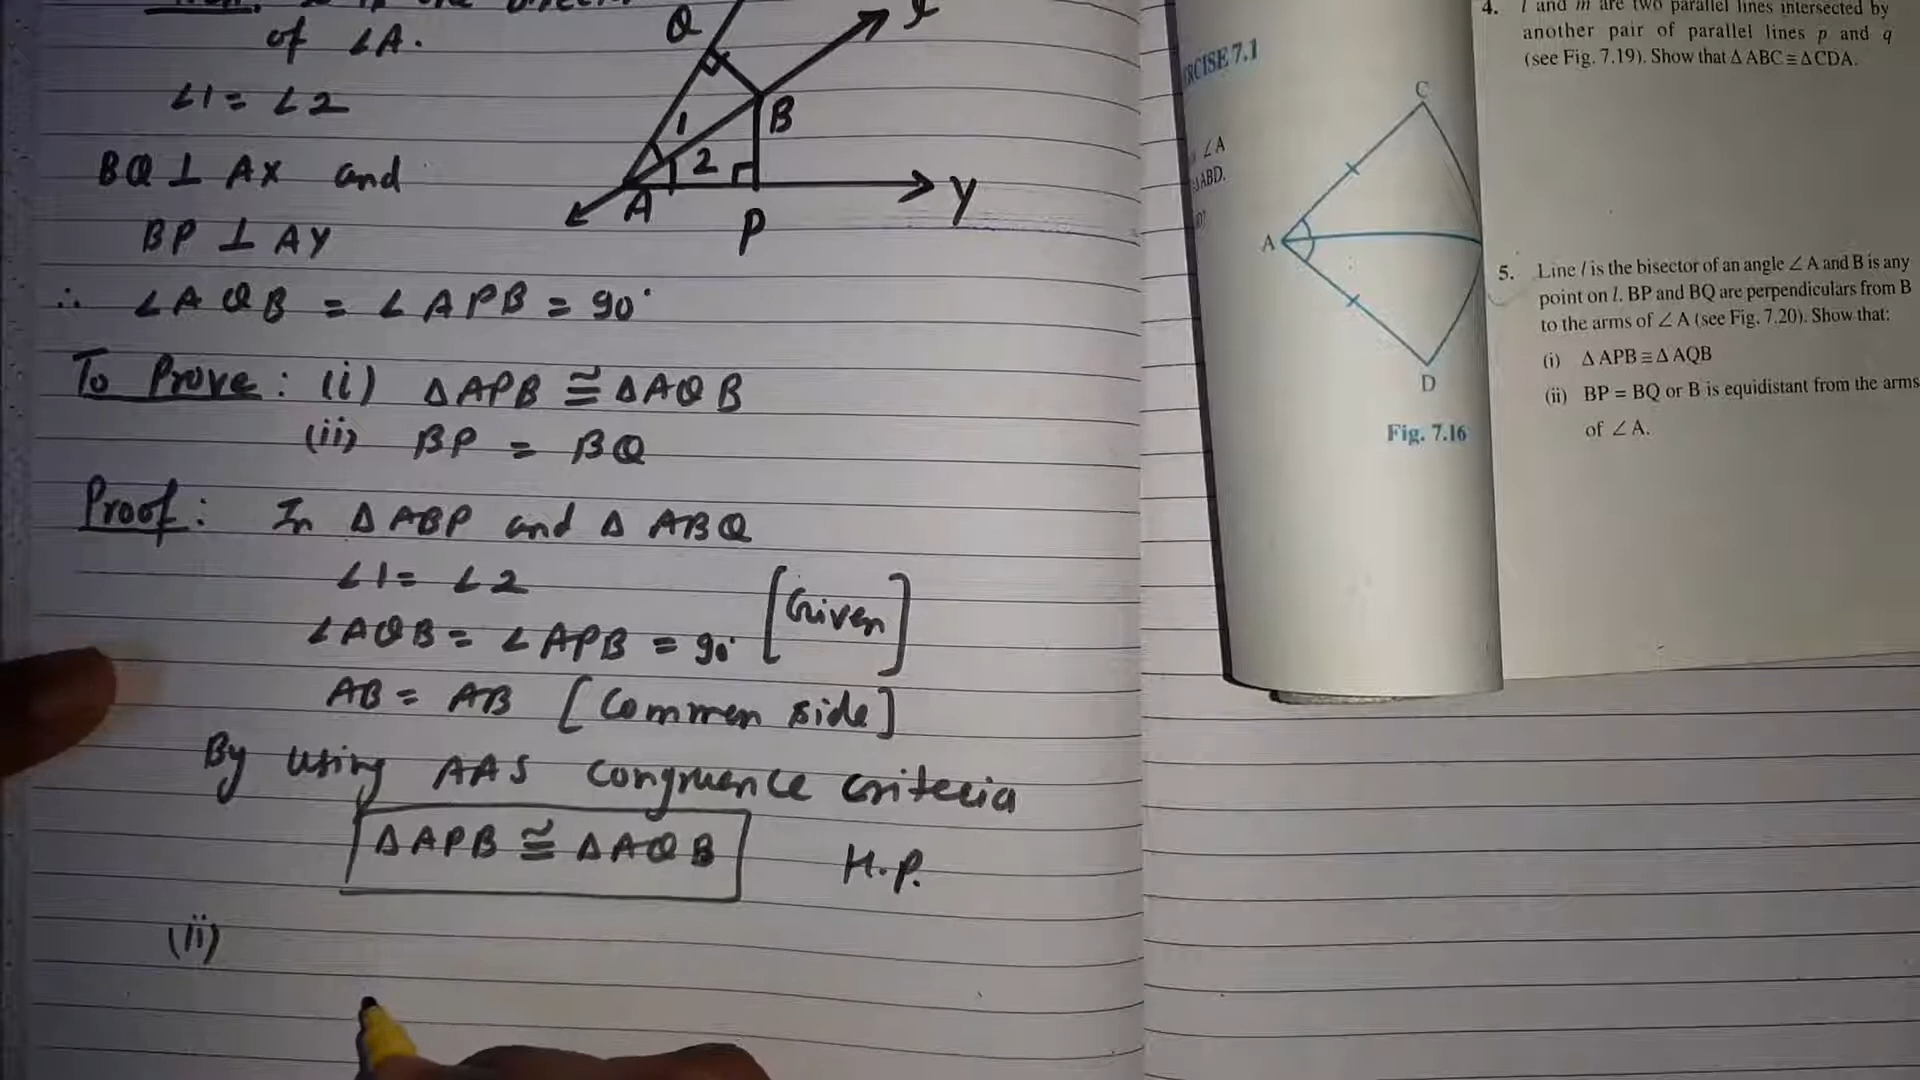 of ∠A.
∠1 = ∠2
BQ ⊥ AX and
BP ⊥ AY
∴ ∠AQB = ∠APB = 90°
To Prove: (i) ΔAPB ≅ ΔAQB
(ii) BP = BQ
Proof: In ΔABP and ΔABQ
∠1 = ∠2
∠AQB = ∠APB = 90° [Given]
AB = AB [Common side]
By using AAS congruence criteria
ΔAPB ≅ ΔAQB H.P.
(ii)
Q
B
1
2
A
P
Y
RCISE 7.1
∠A
ABD.
C
A
D
Fig. 7.16
4. l and m are two parallel lines intersected by
another pair of parallel lines p and q
(see Fig. 7.19). Show that Δ ABC ≅ Δ CDA.
5. Line l is the bisector of an angle ∠ A and B is any
point on l. BP and BQ are perpendiculars from B
to the arms of ∠ A (see Fig. 7.20). Show that:
(i) Δ APB ≅ Δ AQB
(ii) BP = BQ or B is equidistant from the arms
of ∠ A.